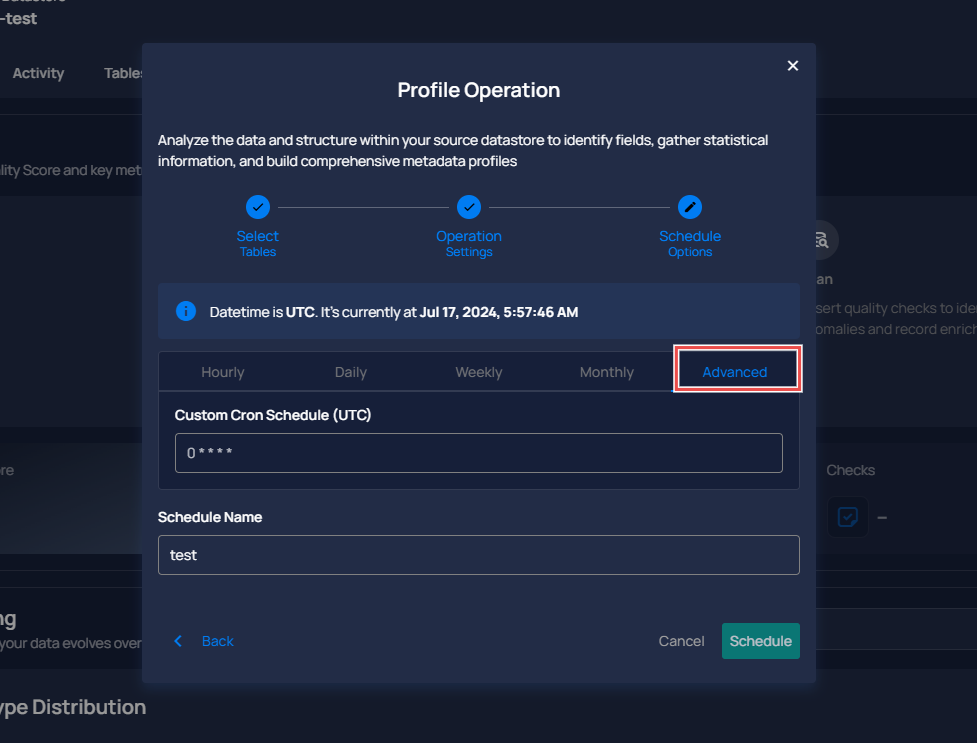 -test
Activity
Tables
Profile Operation
Analyze the data and structure within your source datastore to identify fields, gather statistical
information, and build comprehensive metadata profiles
lity Score and key met
Select
Tables
Operation
Settings
Schedule
Options
an
Datetime is UTC. It's currently at Jul 17, 2024, 5:57:46 AM
sert quality checks to ide
omalies and record enrich
Hourly
Daily
Weekly
Monthly
Advanced
Custom Cron Schedule (UTC)
0 * * * *
re
Checks
Schedule Name
–
test
ng
your data evolves over
Back
Cancel
Schedule
ype Distribution